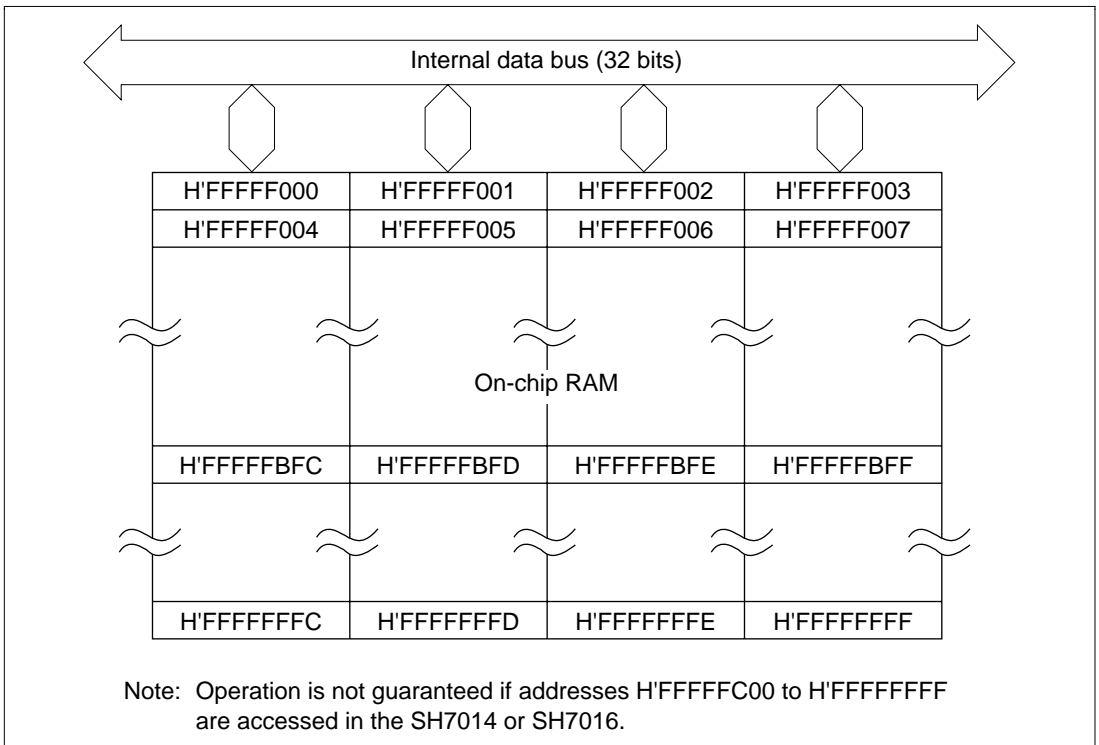 Internal data bus (32 bits)
H'FFFFF000 H'FFFFF001 H'FFFFF002 H'FFFFF003
H'FFFFF004 H'FFFFF005 H'FFFFF006 H'FFFFF007
On-chip RAM
H'FFFFFBFC H'FFFFFBFD H'FFFFFBFE H'FFFFFBFF
H'FFFFFFFC H'FFFFFFFD H'FFFFFFFE H'FFFFFFFF
Note: Operation is not guaranteed if addresses H'FFFFFC00 to H'FFFFFFFF
are accessed in the SH7014 or SH7016.